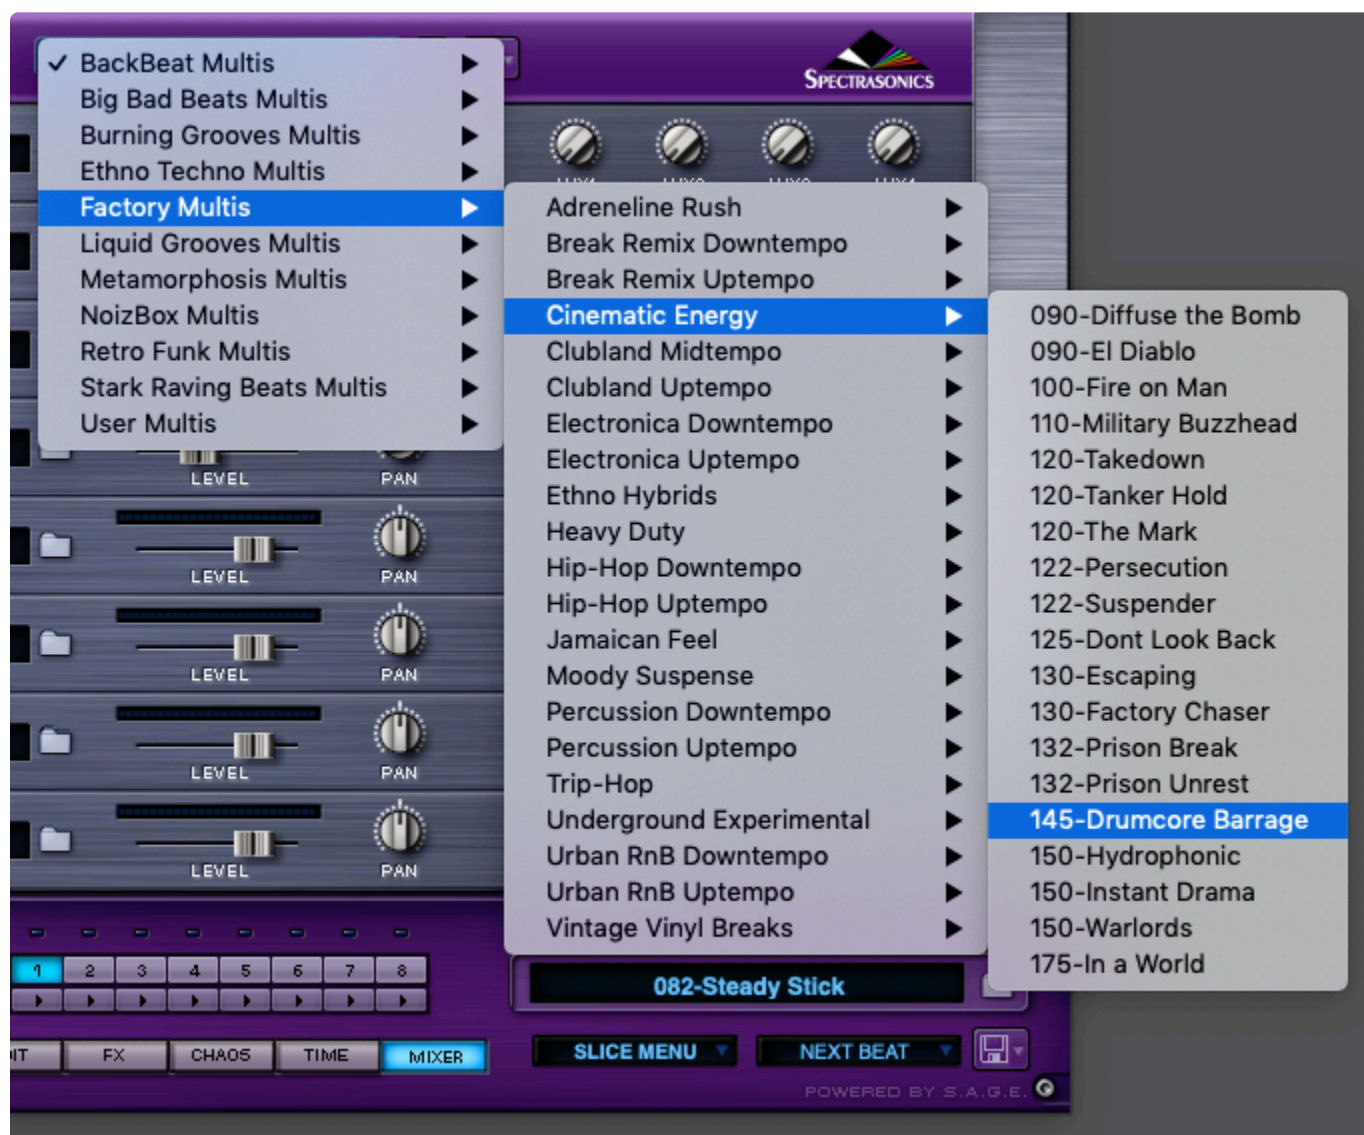 SPECTRASONICS
✓ BackBeat Multis
Big Bad Beats Multis
Burning Grooves Multis
Ethno Techno Multis
Factory Multis
Liquid Grooves Multis
Metamorphosis Multis
NoizBox Multis
Retro Funk Multis
Stark Raving Beats Multis
User Multis
Adreneline Rush
Break Remix Downtempo
Break Remix Uptempo
Cinematic Energy
Clubland Midtempo
Clubland Uptempo
Electronica Downtempo
Electronica Uptempo
Ethno Hybrids
Heavy Duty
Hip-Hop Downtempo
Hip-Hop Uptempo
Jamaican Feel
Moody Suspense
Percussion Downtempo
Percussion Uptempo
Trip-Hop
Underground Experimental
Urban RnB Downtempo
Urban RnB Uptempo
Vintage Vinyl Breaks
090-Diffuse the Bomb
090-El Diablo
100-Fire on Man
110-Military Buzzhead
120-Takedown
120-Tanker Hold
120-The Mark
122-Persecution
122-Suspender
125-Dont Look Back
130-Escaping
130-Factory Chaser
132-Prison Break
132-Prison Unrest
145-Drumcore Barrage
150-Hydrophonic
150-Instant Drama
150-Warlords
175-In a World
LEVEL PAN
LEVEL PAN
LEVEL PAN
LEVEL PAN
LEVEL PAN
1 2 3 4 5 6 7 8
082-Steady Stick
FX CHAOS TIME MIXER
SLICE MENU NEXT BEAT
POWERED BY S.A.G.E.